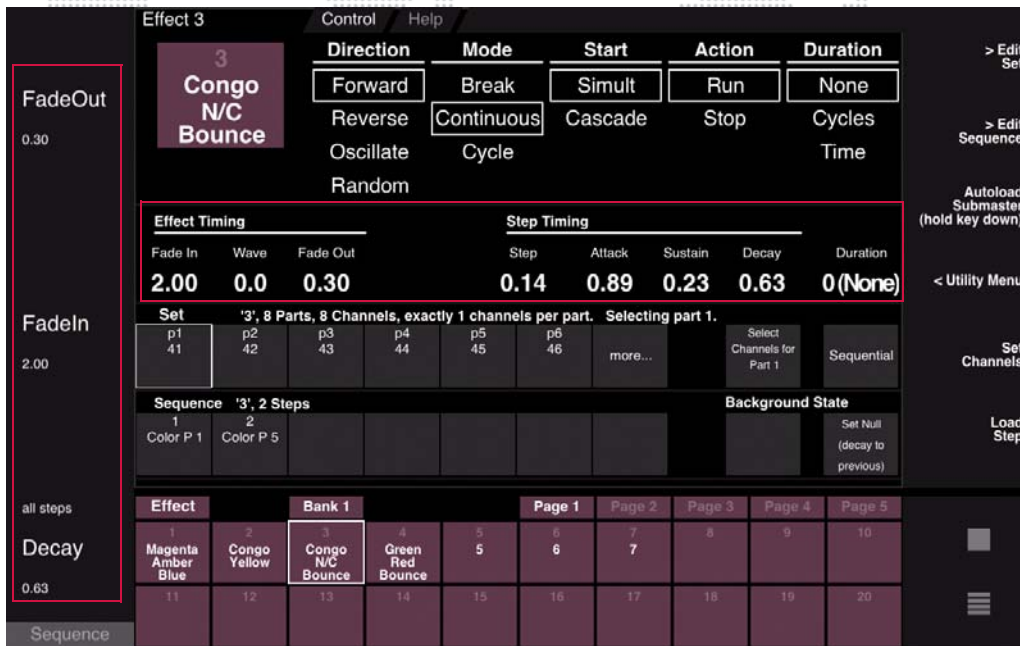 Effect 3 Control Help
FadeOut
0.30
FadeIn
2.00
all steps
Decay
0.63
Sequence
3
Congo
N/C
Bounce
Direction Mode Start Action Duration
Forward Break Simult Run None
Reverse Continuous Cascade Stop Cycles
Oscillate Cycle Time
Random
Effect Timing Step Timing
Fade In Wave Fade Out Step Attack Sustain Decay Duration
2.00 0.0 0.30 0.14 0.89 0.23 0.63 0(None)
Set '3', 8 Parts, 8 Channels, exactly 1 channels per part. Selecting part 1.
p1 p2 p3 p4 p5 p6
41 42 43 44 45 46 more...
Select
Channels for
Part 1
Sequential
Sequence '3', 2 Steps Background State
1 2
Color P 1 Color P 5
Set Null
(decay to
previous)
Effect Bank 1 Page 1 Page 2 Page 3 Page 4 Page 5
1 2 3 4 5 6 7 8 9 10
Magenta
Amber
Blue
Congo
Yellow
Congo
N/C
Bounce
Green
Red
Bounce
5 6 7
11 12 13 14 15 16 17 18 19 20
> Edit
Set
> Edit
Sequence
Autoload
Submaster
(hold key down)
< Utility Menu
Set
Channels
Load
Step